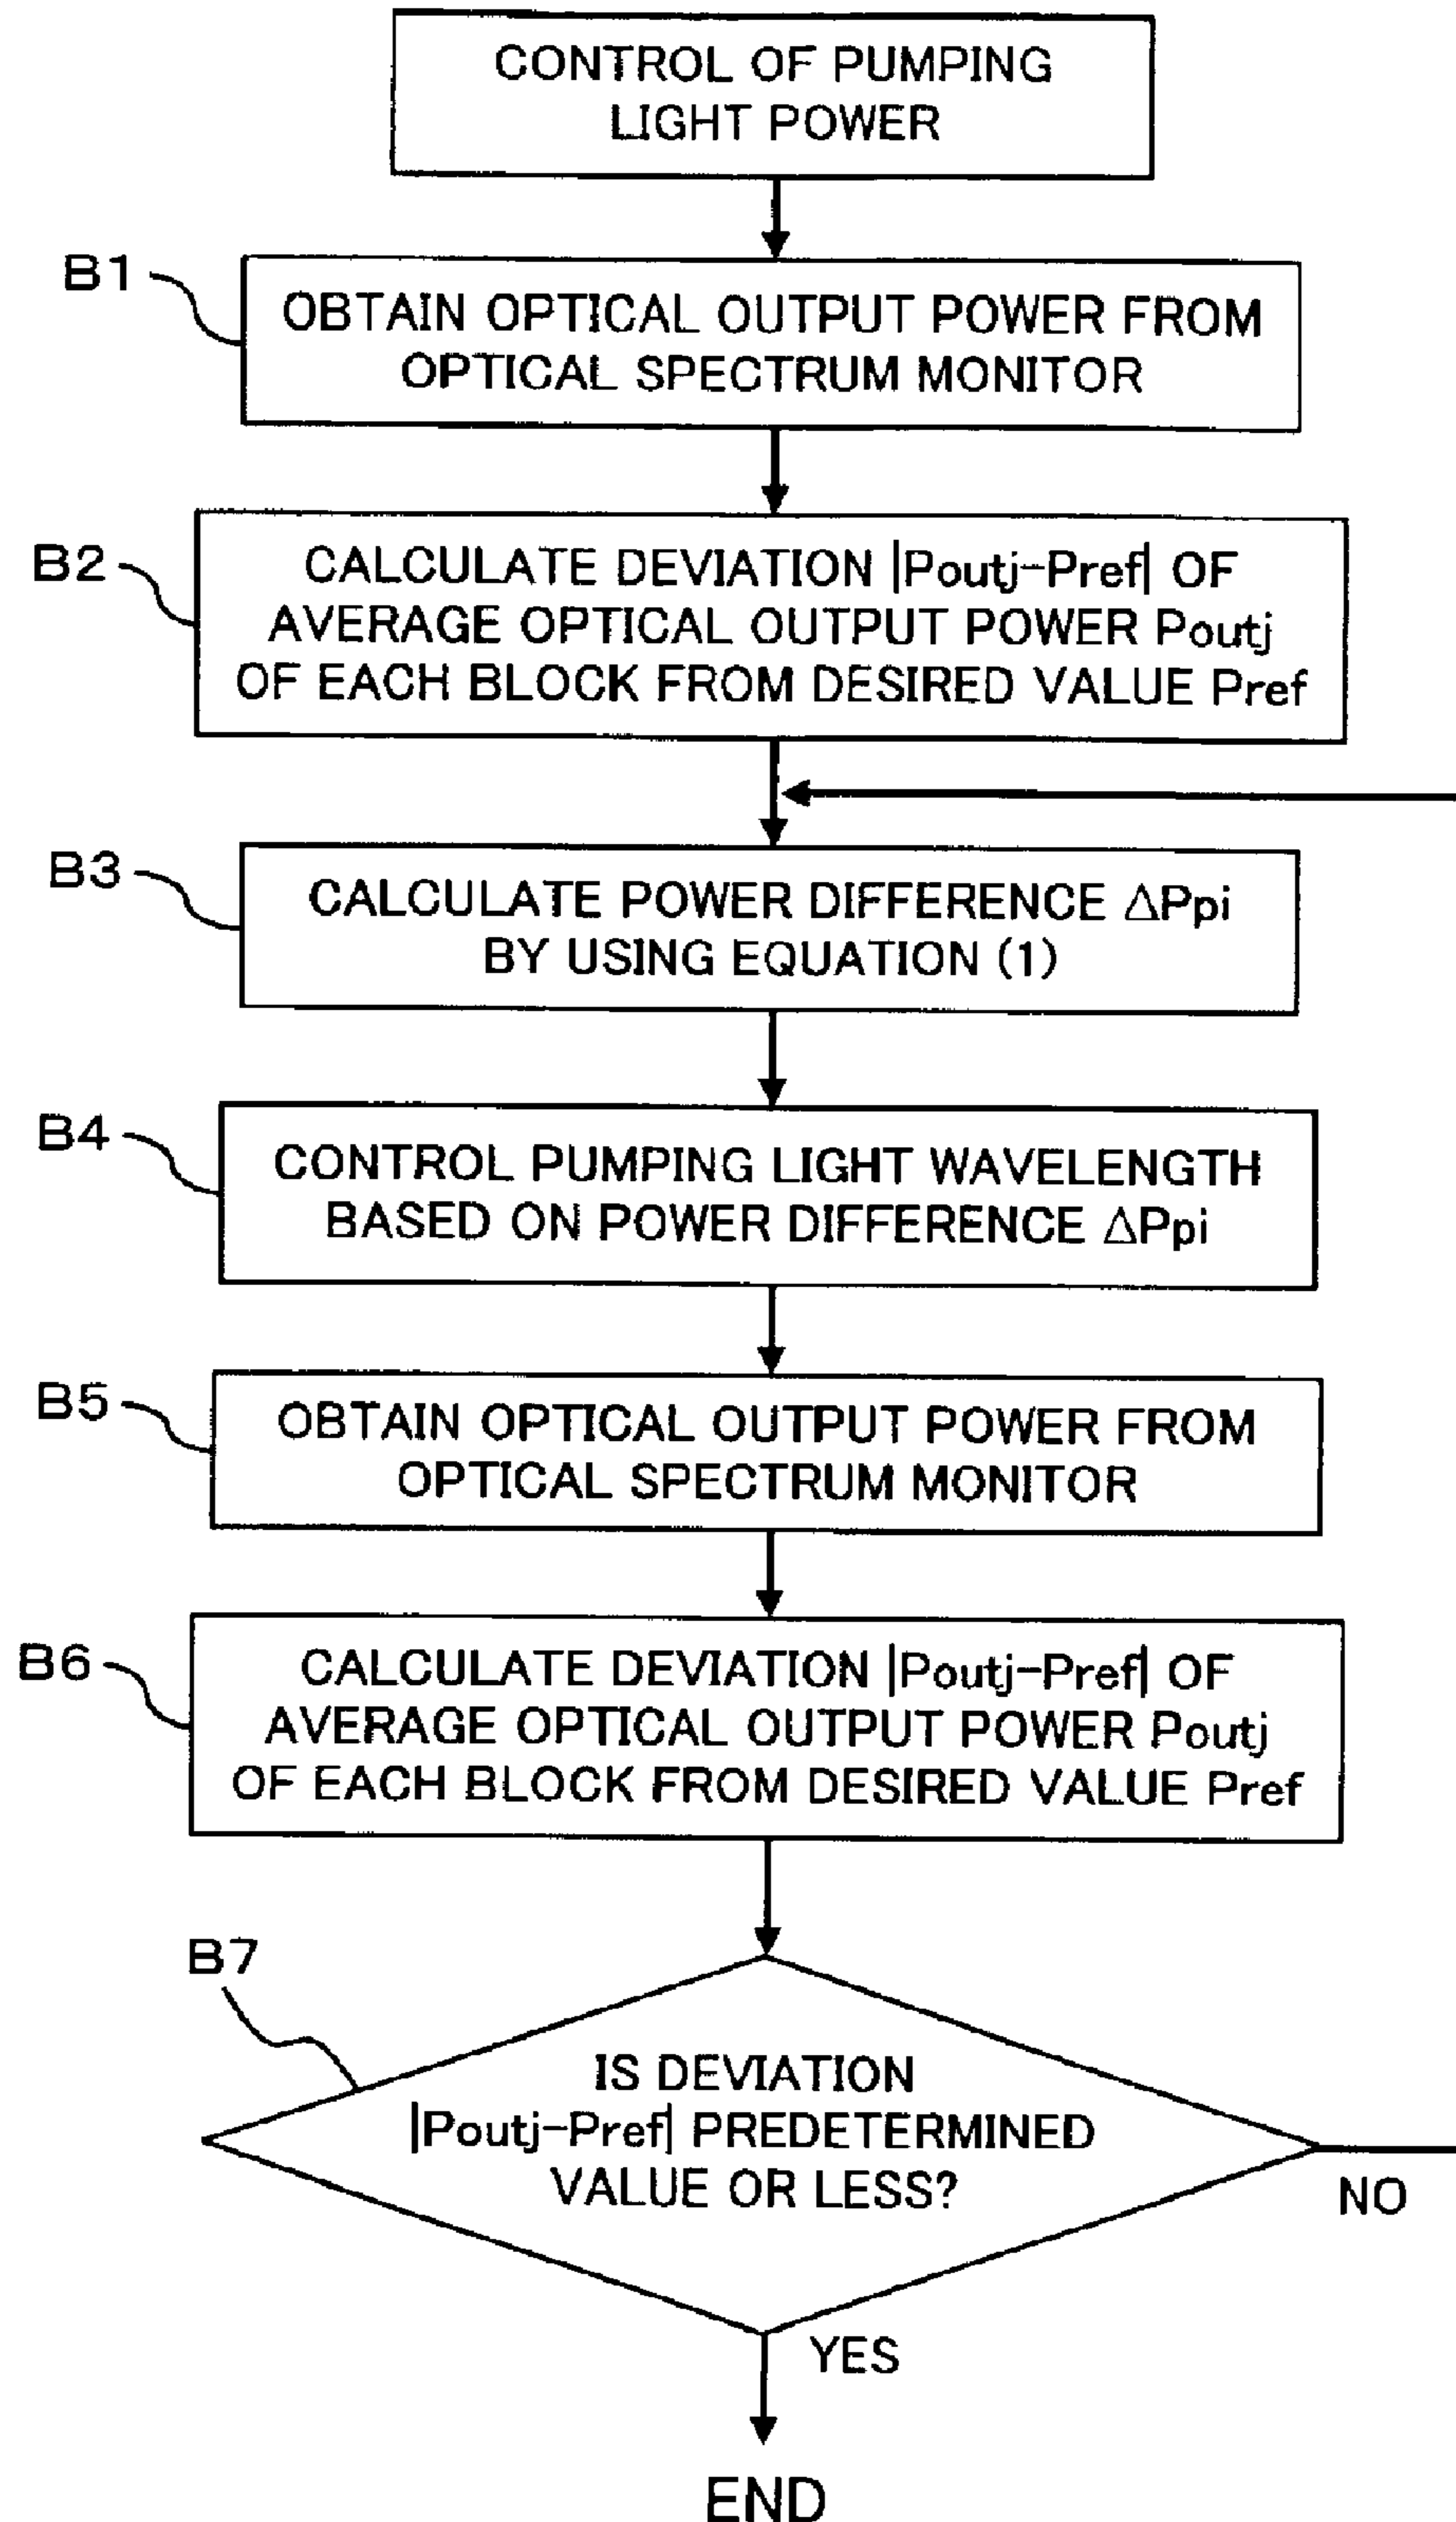 CONTROL OF PUMPING
LIGHT POWER
B1
OBTAIN OPTICAL OUTPUT POWER FROM
OPTICAL SPECTRUM MONITOR
B2
CALCULATE DEVIATION |Poutj-Pref| OF
AVERAGE OPTICAL OUTPUT POWER Poutj
OF EACH BLOCK FROM DESIRED VALUE Pref
B3
CALCULATE POWER DIFFERENCE ΔPpi
BY USING EQUATION (1)
B4
CONTROL PUMPING LIGHT WAVELENGTH
BASED ON POWER DIFFERENCE ΔPpi
B5
OBTAIN OPTICAL OUTPUT POWER FROM
OPTICAL SPECTRUM MONITOR
B6
CALCULATE DEVIATION |Poutj-Pref| OF
AVERAGE OPTICAL OUTPUT POWER Poutj
OF EACH BLOCK FROM DESIRED VALUE Pref
B7
IS DEVIATION
|Poutj-Pref| PREDETERMINED
VALUE OR LESS?
NO
YES
END